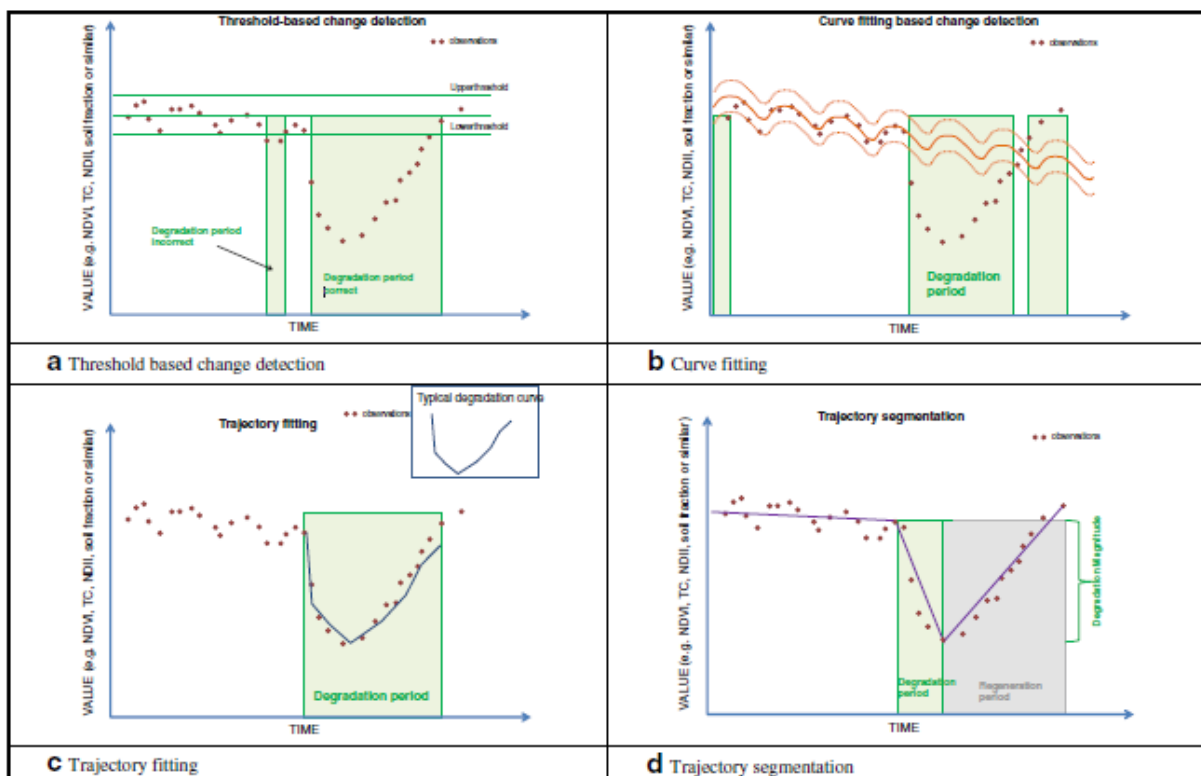 Threshold-based change detection
observations
Upperthreshold
Lowerthreshold
Degradation period
incorrect
Degradation period
correct
VALUE (e.g. NDVI, TC, NDII, soil fraction or similar)
TIME
a Threshold based change detection
Curve fitting based change detection
observations
Degradation
period
VALUE (e.g. NDVI, TC, NDII, soil fraction or similar)
TIME
b Curve fitting
Trajectory fitting
observations
Typical degradation curve
Degradation period
VALUE (e.g. NDVI, TC, NDII, soil fraction or similar)
TIME
c Trajectory fitting
Trajectory segmentation
observations
Degradation Magnitude
Degradation
period
Regeneration
period
VALUE (e.g. NDVI, TC, NDII, soil fraction or similar)
TIME
d Trajectory segmentation